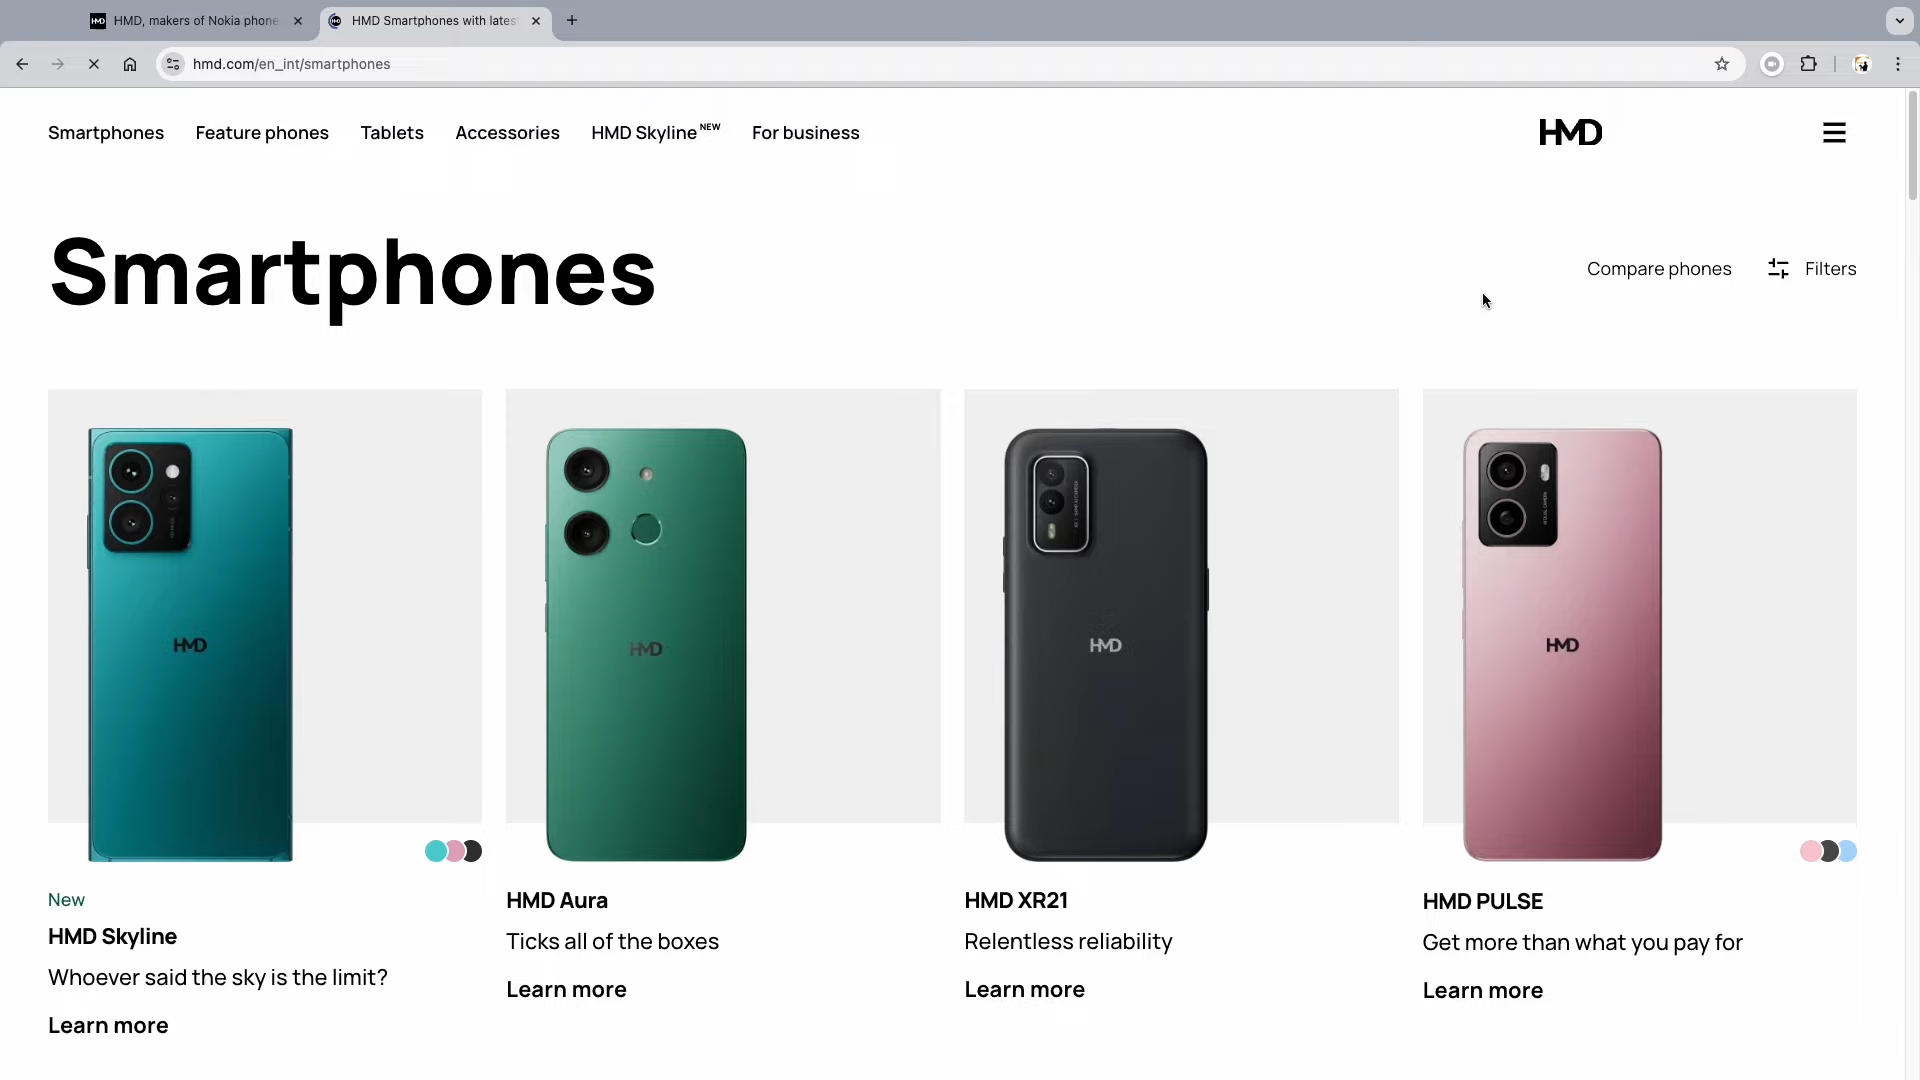 HMD, makers of Nokia phone
HMD Smartphones with lates
hmd.com/en_int/smartphones
Smartphones
Feature phones
Tablets
Accessories
HMD Skyline NEW
For business
HMD
Smartphones
Compare phones
Filters
HMD
HMD
HMD
HMD
New
HMD Skyline
Whoever said the sky is the limit?
Learn more
HMD Aura
Ticks all of the boxes
Learn more
HMD XR21
Relentless reliability
Learn more
HMD PULSE
Get more than what you pay for
Learn more